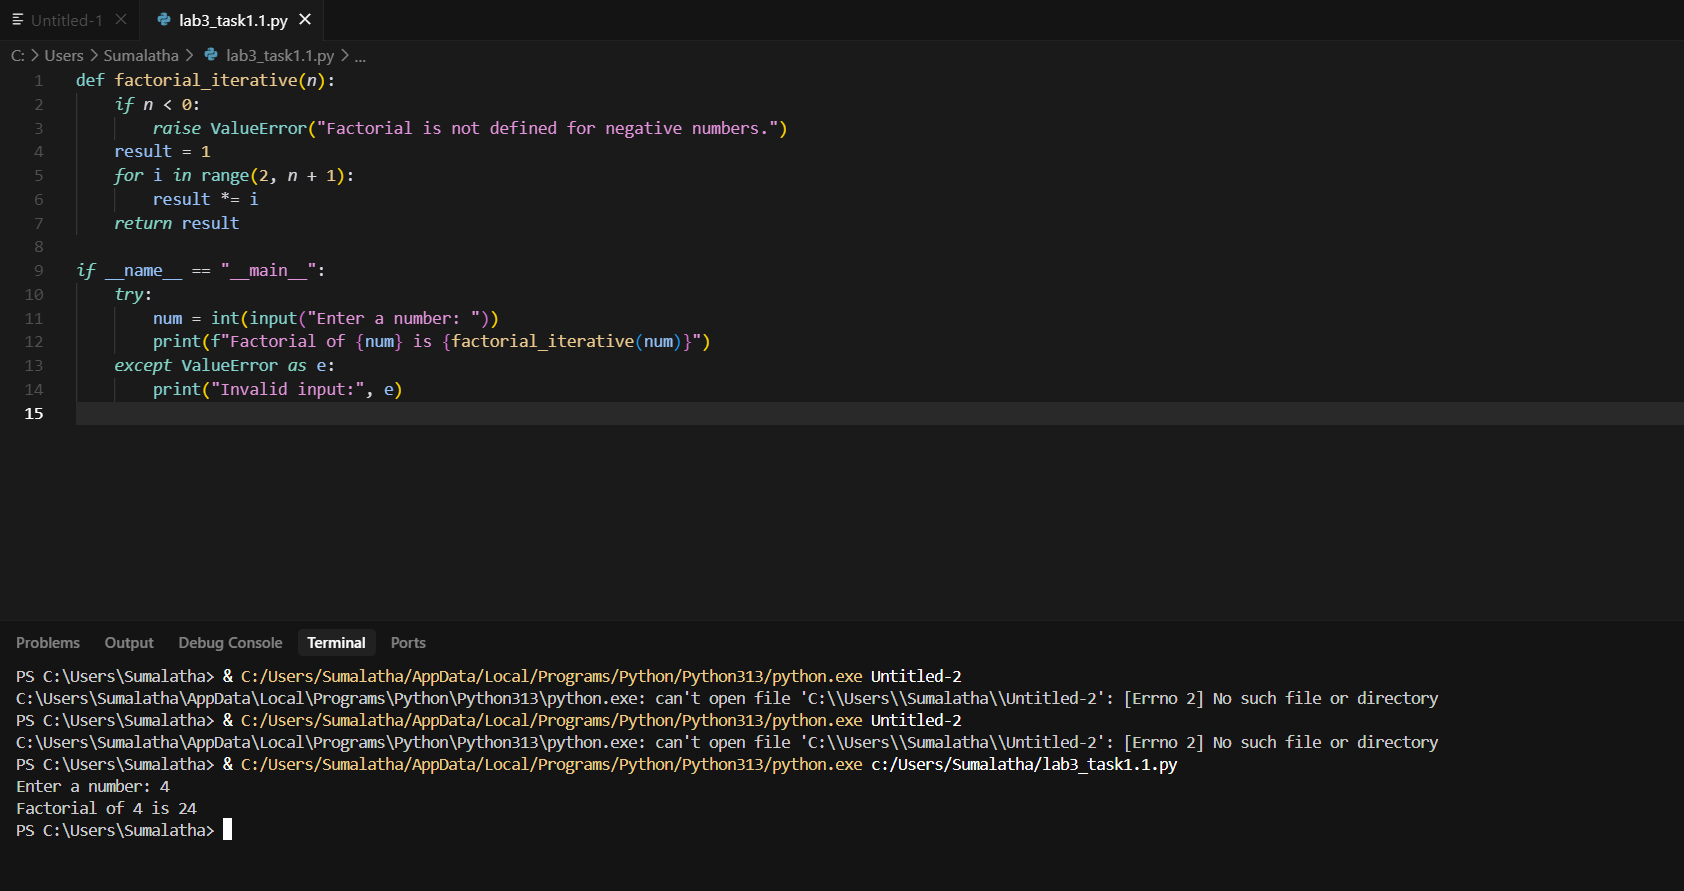 Untitled-1
lab3_task1.1.py
C: > Users > Sumalatha > lab3_task1.1.py > ...
1 def factorial_iterative(n):
2     if n < 0:
3         raise ValueError("Factorial is not defined for negative numbers.")
4     result = 1
5     for i in range(2, n + 1):
6         result *= i
7     return result
8
9 if __name__ == "__main__":
10     try:
11         num = int(input("Enter a number: "))
12         print(f"Factorial of {num} is {factorial_iterative(num)}")
13     except ValueError as e:
14         print("Invalid input:", e)
15
Problems Output Debug Console Terminal Ports
PS C:\Users\Sumalatha> & C:/Users/Sumalatha/AppData/Local/Programs/Python/Python313/python.exe Untitled-2
C:\Users\Sumalatha\AppData\Local\Programs\Python\Python313\python.exe: can't open file 'C:\\Users\\Sumalatha\\Untitled-2': [Errno 2] No such file or directory
PS C:\Users\Sumalatha> & C:/Users/Sumalatha/AppData/Local/Programs/Python/Python313/python.exe Untitled-2
C:\Users\Sumalatha\AppData\Local\Programs\Python\Python313\python.exe: can't open file 'C:\\Users\\Sumalatha\\Untitled-2': [Errno 2] No such file or directory
PS C:\Users\Sumalatha> & C:/Users/Sumalatha/AppData/Local/Programs/Python/Python313/python.exe c:/Users/Sumalatha/lab3_task1.1.py
Enter a number: 4
Factorial of 4 is 24
PS C:\Users\Sumalatha>